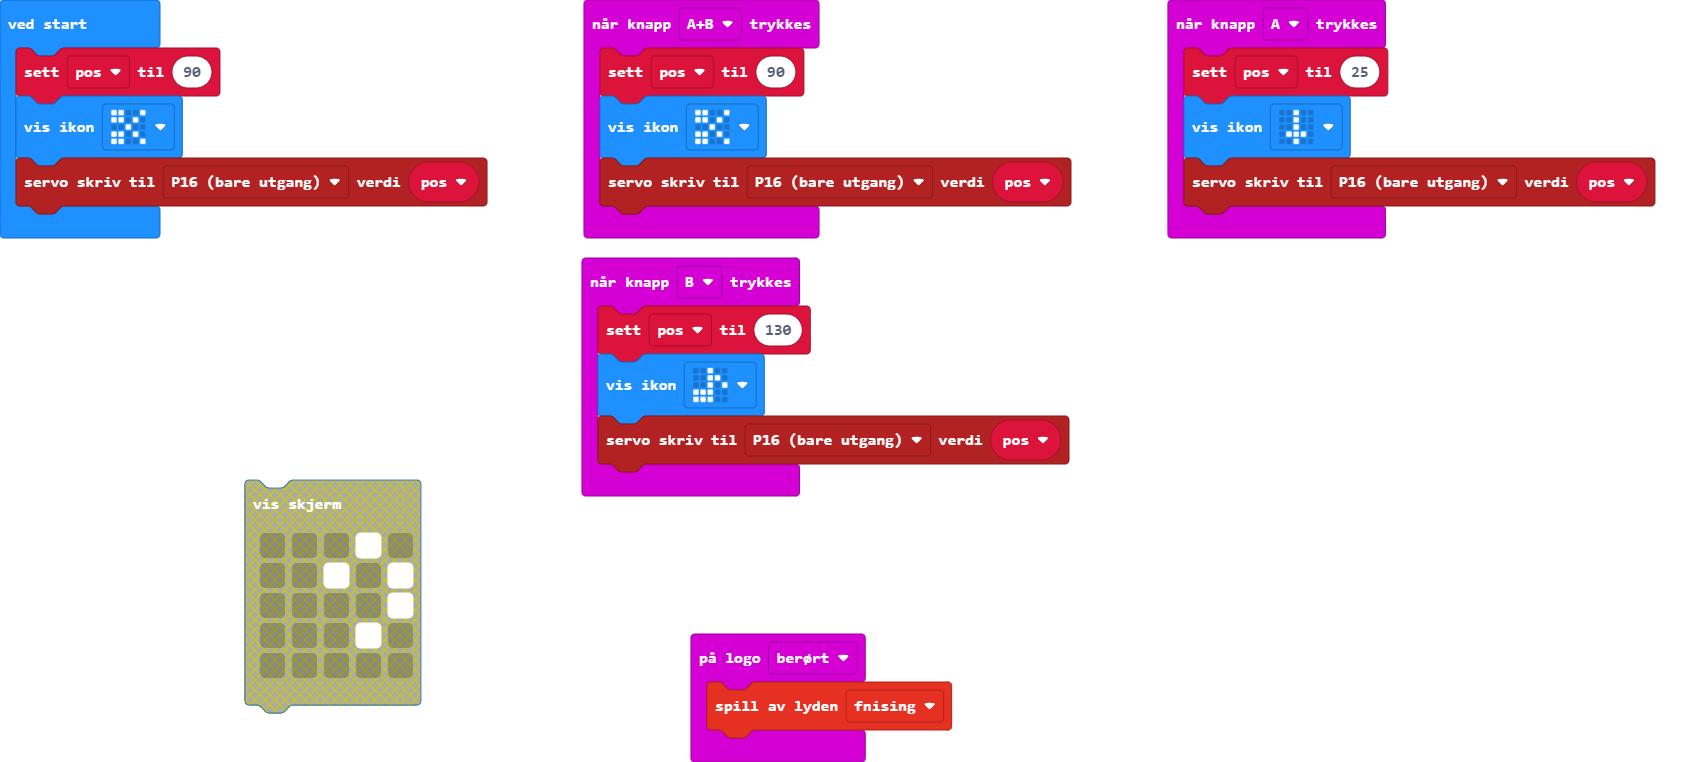 ved start
sett pos til 90
vis ikon
servo skriv til P16 (bare utgang) verdi pos
når knapp A+B trykkes
sett pos til 90
vis ikon
servo skriv til P16 (bare utgang) verdi pos
når knapp A trykkes
sett pos til 25
vis ikon
servo skriv til P16 (bare utgang) verdi pos
når knapp B trykkes
sett pos til 130
vis ikon
servo skriv til P16 (bare utgang) verdi pos
vis skjerm
på logo berørt
spill av lyden fnising